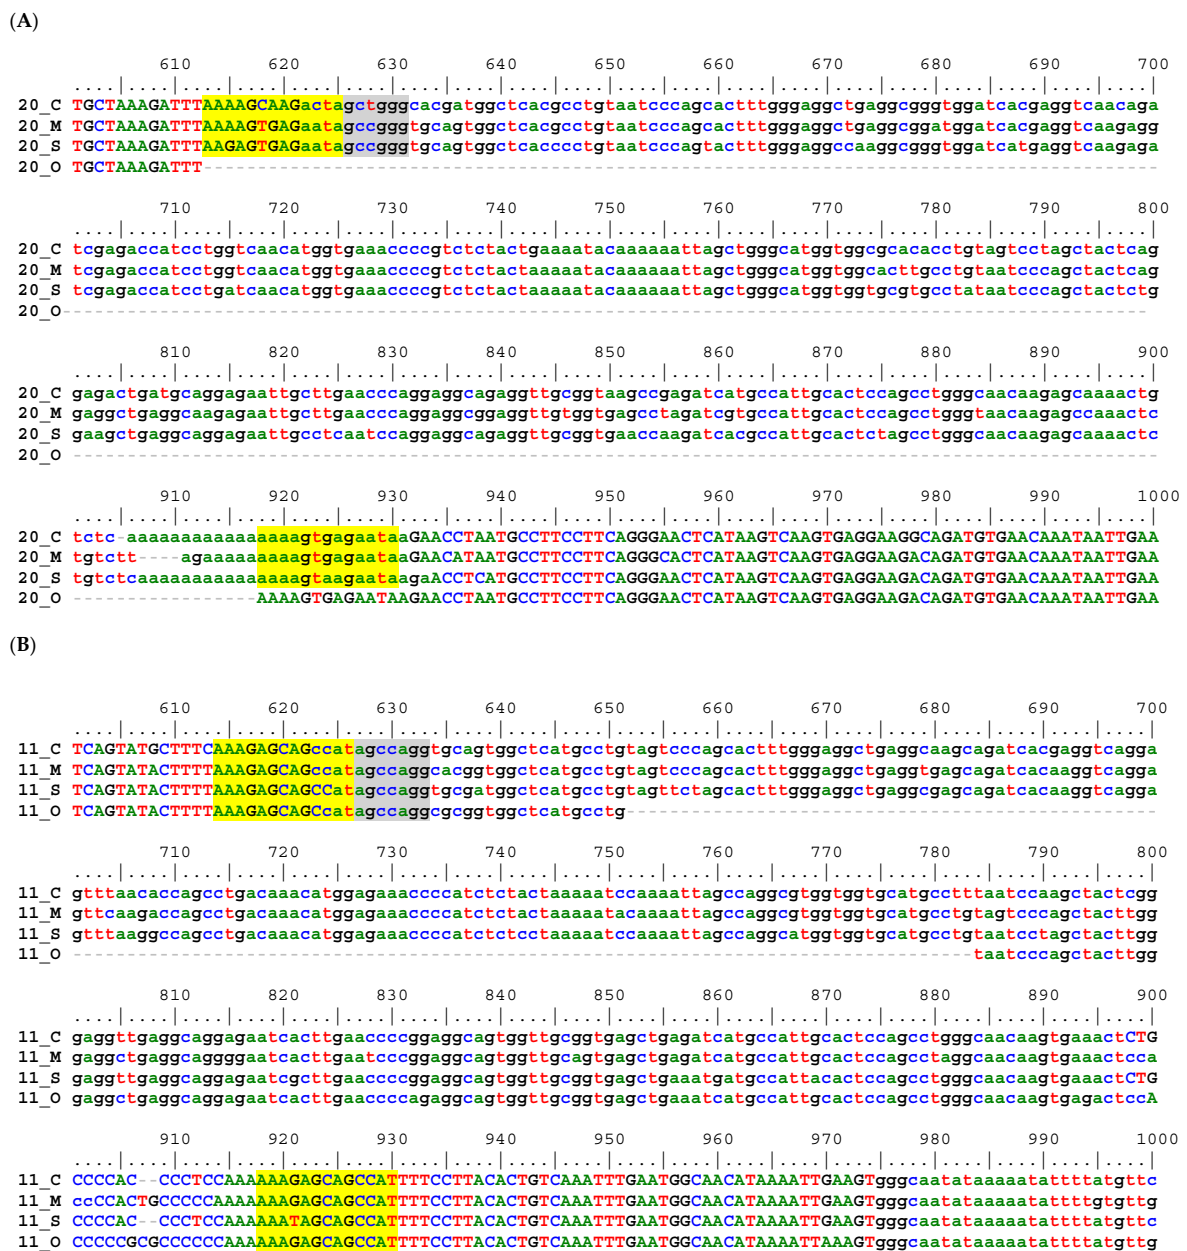 (A)
610 620 630 640 650 660 670 680 690 700
....|....|....|....|....|....|....|....|....|....|....|....|....|....|....|....|....|....|....|....|
20_C TGCTAAAGATTTAAAAGCAAGactagctgggcacgatggctcacgcctgtaatcccagcactttgggaggctgaggcgggtggatcacgaggtcaacaga
20_M TGCTAAAGATTTAAAAGTGAGaatagccgggtgcagtggctcacgcctgtaatcccagcactttgggaggctgaggcggatggatcacgaggtcaagagg
20_S TGCTAAAGATTTAAGAGTGAGaatagccgggtgcagtggctcacccctgtaatcccagtactttgggaggccaaggcgggtggatcatgaggtcaagaga
20_O TGCTAAAGATTT----------------------------------------------------------------------------------------
710 720 730 740 750 760 770 780 790 800
....|....|....|....|....|....|....|....|....|....|....|....|....|....|....|....|....|....|....|....|
20_C tcgagaccatcctggtcaacatggtgaaaccccgtctctactgaaaatacaaaaaattagctgggcatggtggcgcacacctgtagtcctagctactcag
20_M tcgagaccatcctggtcaacatggtgaaaccccgtctctactaaaaatacaaaaaattagctgggcatggtggcacttgcctgtaatcccagctactcag
20_S tcgagaccatcctgatcaacatggtgaaaccccgtctctactaaaaatacaaaaaattagctgggcatggtggtgcgtgcctataatcccagctactctg
20_O ----------------------------------------------------------------------------------------------------
810 820 830 840 850 860 870 880 890 900
....|....|....|....|....|....|....|....|....|....|....|....|....|....|....|....|....|....|....|....|
20_C gagactgatgcaggagaattgcttgaacccaggaggcagaggttgcggtaagccgagatcatgccattgcactccagcctgggcaacaagagcaaaactg
20_M gaggctgaggcaagagaattgcttgaacccaggaggcggaggttgtggtgagcctagatcgtgccattgcactccagcctgggtaacaagagccaaactc
20_S gaagctgaggcaggagaattgcctcaatccaggaggcagaggttgcggtgaaccaagatcacgccattgcactctagcctgggcaacaagagcaaaactc
20_O ----------------------------------------------------------------------------------------------------
910 920 930 940 950 960 970 980 990 1000
....|....|....|....|....|....|....|....|....|....|....|....|....|....|....|....|....|....|....|....|
20_C tctc-aaaaaaaaaaaaaaaagtgagaataaGAACCTAATGCCTTCCTTCAGGGAACTCATAAGTCAAGTGAGGAAGGCAGATGTGAACAAATAATTGAA
20_M tgtctt----agaaaaaaaaagtgagaataaGAACATAATGCCTTCCTTCAGGGCACTCATAAGTCAAGTGAGGAAGACAGATGTGAACAAATAATTGAA
20_S tgtctcaaaaaaaaaaaaaaagtaagaataagaACCTCATGCCTTCCTTCAGGGAACTCATAAGTCAAGTGAGGAAGACAGATGTGAACAAATAATTGAA
20_O -----------------AAAAGTGAGAATAAGAACCTAATGCCTTCCTTCAGGGAACTCATAAGTCAAGTGAGGAAGACAGATGTGAACAAATAATTGAA
(B)
610 620 630 640 650 660 670 680 690 700
....|....|....|....|....|....|....|....|....|....|....|....|....|....|....|....|....|....|....|....|
11_C TCAGTATGCTTTCAAAGAGCAGCcatagccaggtgcagtggctcatgcctgtagtcccagcactttgggaggctgaggcaagcagatcacgaggtcagga
11_M TCAGTATACTTTTAAAGAGCAGCcatagccaggcacggtggctcatgcctgtagtcccagcactttgggaggctgaggtgagcagatcacaaggtcagga
11_S TCAGTATACTTTTAAAGAGCAGCcatagccaggtgcgatggctcatgcctgtagttctagcactttgggaggctgaggcgagcagatcacaaggtcagga
11_O TCAGTATACTTTTAAAGAGCAGCcatagccaggcgcggtggctcatgcctg-------------------------------------------------
710 720 730 740 750 760 770 780 790 800
....|....|....|....|....|....|....|....|....|....|....|....|....|....|....|....|....|....|....|....|
11_C gtttaacaccagcctgacaaacatggagaaaccccatctctactaaaaatccaaaattagccaggcgtggtggtgcatgcctttaatccaagctactcgg
11_M gttcaagaccagcctgacaaacatggagaaaccccatctctactaaaaatacaaaattagccaggcgtggtggtgcatgcctgtagtcccagctacttgg
11_S gtttaaggccagcctgacaaacatggagaaaccccatctctcctaaaaatccaaaattagccaggcatggtggtgcatgcctgtaatcctagctacttgg
11_O -----------------------------------------------------------------------------------taatcccagctacttgg
810 820 830 840 850 860 870 880 890 900
....|....|....|....|....|....|....|....|....|....|....|....|....|....|....|....|....|....|....|....|
11_C gaggttgaggcaggagaatcacttgaaccccggaggcagtggttgcggtgagctgagatcatgccattgcactccagcctgggcaacaagtgaaactCTG
11_M gaggctgaggcaggggaatcacttgaatcccggaggcagtggttgcagtgagctgagatcatgccattgcactccagcctaggcaacaagtgaaactcca
11_S gaggttgaggcaggagaatcgcttgaaccccggaggcagtggttgcggtgagctgaaatgatgccattacactccagcctgggcaacaagtgaaactCTG
11_O gaggctgaggcaggagaatcacttgaaccccagaggcagtggttgcggtgagctgaaatcatgccattgcactccagcctgggcaacaagtgagactccA
910 920 930 940 950 960 970 980 990 1000
....|....|....|....|....|....|....|....|....|....|....|....|....|....|....|....|....|....|....|....|
11_C CCCCAC--CCCTCCAAAAAAGAGCAGCCATTTTCCTTACACTGTCAAATTTGAATGGCAACATAAAATTGAAGTgggcaatataaaaatattttatgttc
11_M cccCACTGCCCCCAAAAAAAGAGCAGCCATTTTCCTTACACTGTCAAATTTGAATGGCAACATAAAATTGAAGTgggcaatataaaaatattttgtgttg
11_S CCCCAC--CCCTCCAAAAAATAGCAGCCATTTTCCTTACACTGTCAAATTTGAATGGCAACATAAAATTGAAGTgggcaatataaaaatattttatgttc
11_O CCCCCGCGCCCCCCAAAAAAGAGCAGCCATTTTCCTTACACTGTCAAATTTGAATGGCAACATAAAATTAAAGTgggcaatataaaaatattttatgttg